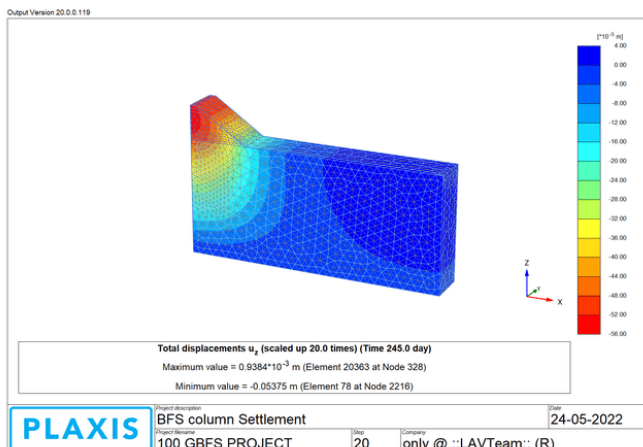 Output Version 20.0.0.119
[*10⁻³ m]
4.00
0.00
-4.00
-8.00
-12.00
-16.00
-20.00
-24.00
-28.00
-32.00
-36.00
-40.00
-44.00
-48.00
-52.00
-56.00
Z
Y
X
Total displacements u_z (scaled up 20.0 times) (Time 245.0 day)
Maximum value = 0.9384*10⁻³ m (Element 20363 at Node 328)
Minimum value = -0.05375 m (Element 78 at Node 2216)
PLAXIS
Project description
BFS column Settlement
Date
24-05-2022
Project filename
100 GBFS PROJECT
Step
20
Company
only @ ::LAVTeam:: (R)